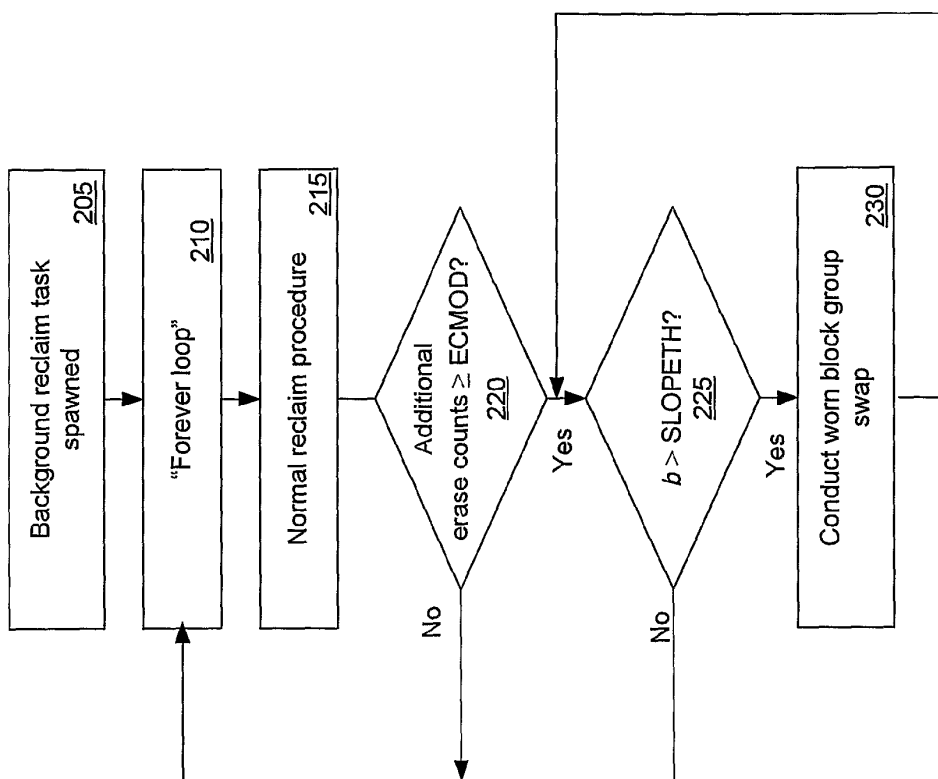 Background reclaim task
spawned
205
"Forever loop"
210
Normal reclaim procedure
215
Additional
erase counts ≥ ECMOD?
220
No
Yes
b > SLOPETH?
225
No
Yes
Conduct worn block group
swap
230